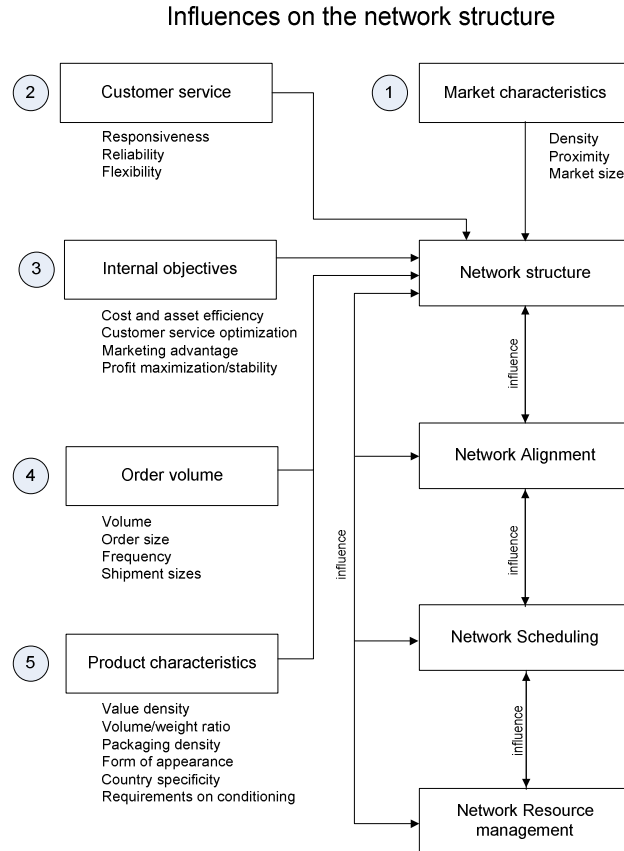 Influences on the network structure
2
Customer service
Responsiveness
Reliability
Flexibility
1
Market characteristics
Density
Proximity
Market size
3
Internal objectives
Cost and asset efficiency
Customer service optimization
Marketing advantage
Profit maximization/stability
Network structure
influence
4
Order volume
Volume
Order size
Frequency
Shipment sizes
Network Alignment
influence
influence
5
Product characteristics
Value density
Volume/weight ratio
Packaging density
Form of appearance
Country specificity
Requirements on conditioning
Network Scheduling
influence
Network Resource
management